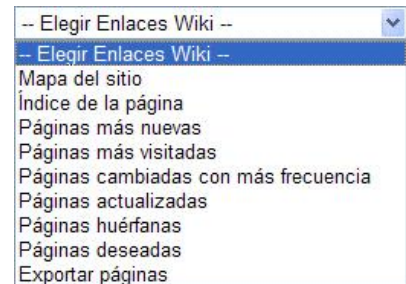 -- Elegir Enlaces Wiki --
-- Elegir Enlaces Wiki --
Mapa del sitio
Índice de la página
Páginas más nuevas
Páginas más visitadas
Páginas cambiadas con más frecuencia
Páginas actualizadas
Páginas huérfanas
Páginas deseadas
Exportar páginas